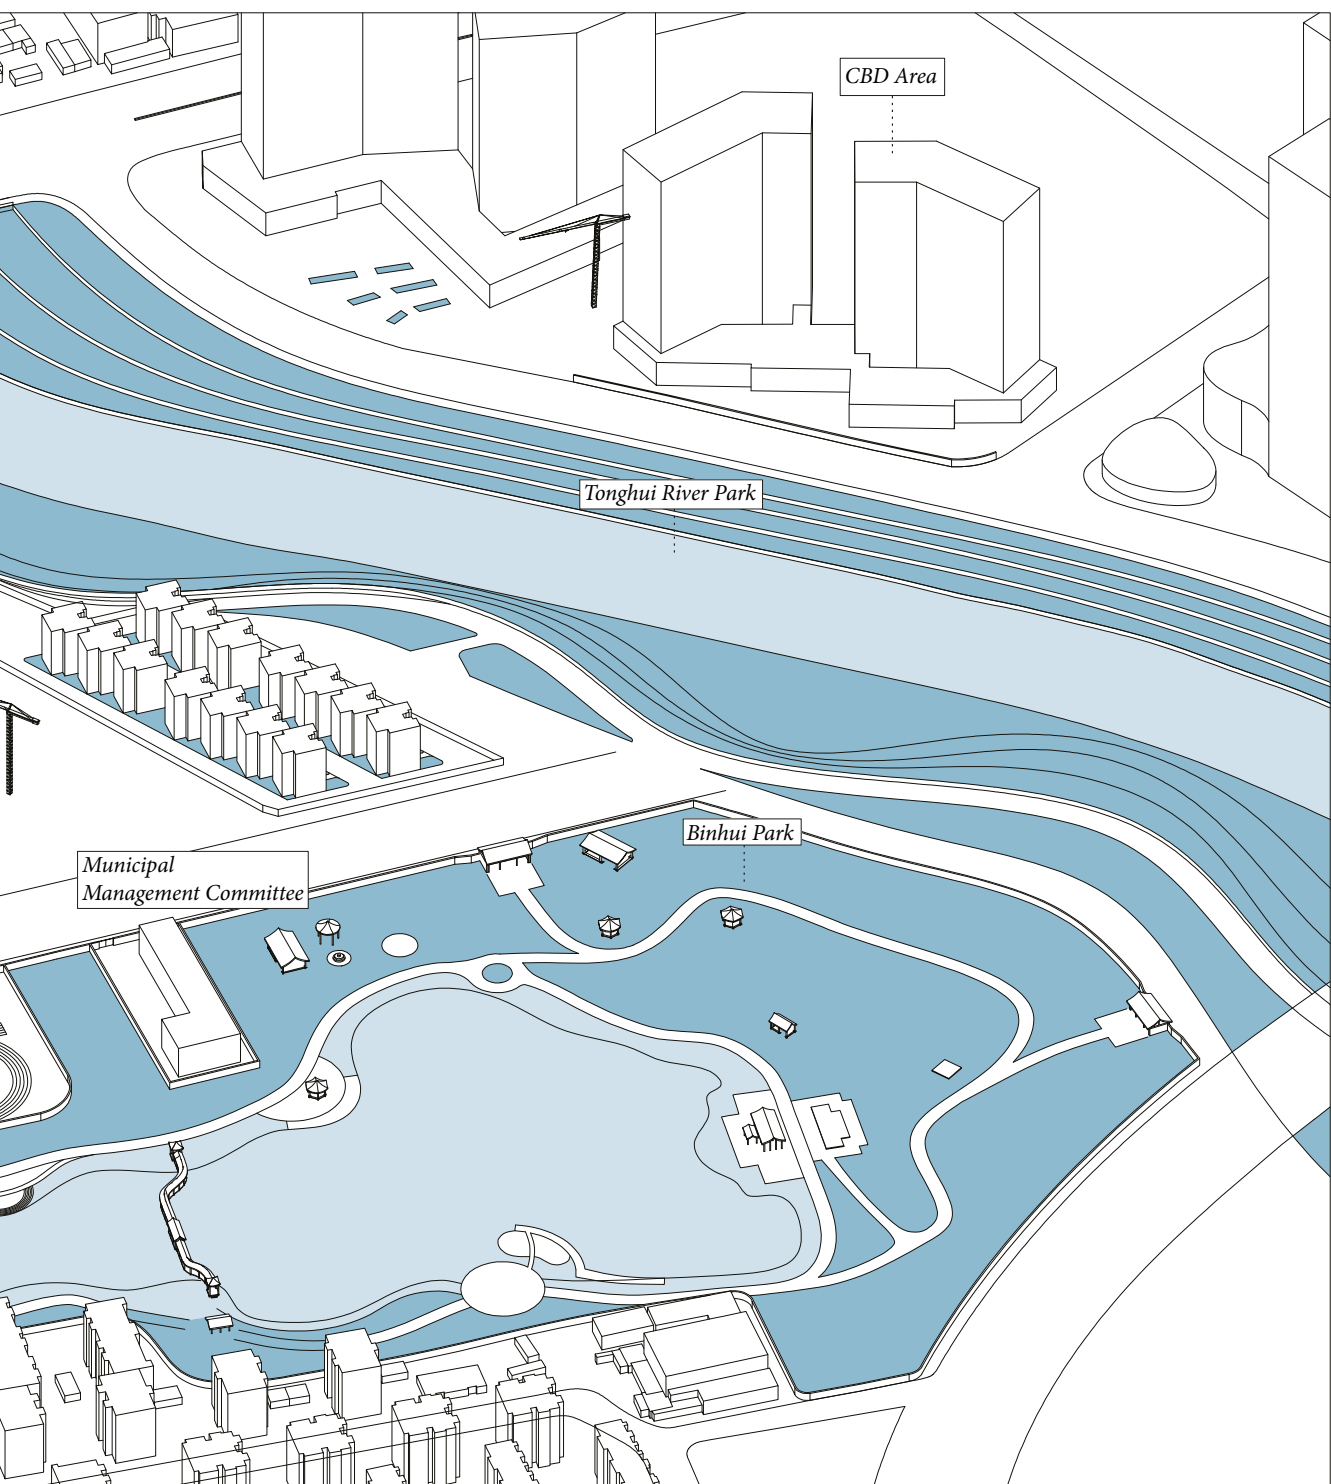 CBD Area
Tonghui River Park
Binhui Park
Municipal
Management Committee